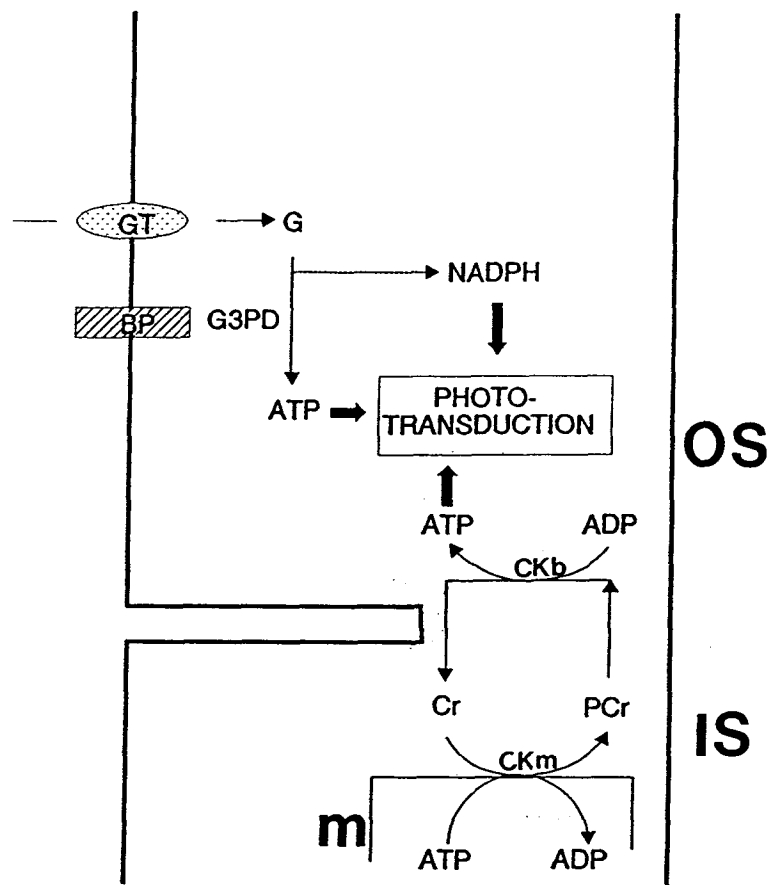 GT
G
NADPH
BP
G3PD
ATP
PHOTO-
TRANSDUCTION
OS
ATP
ADP
CKb
Cr
PCr
IS
CKm
m
ATP
ADP